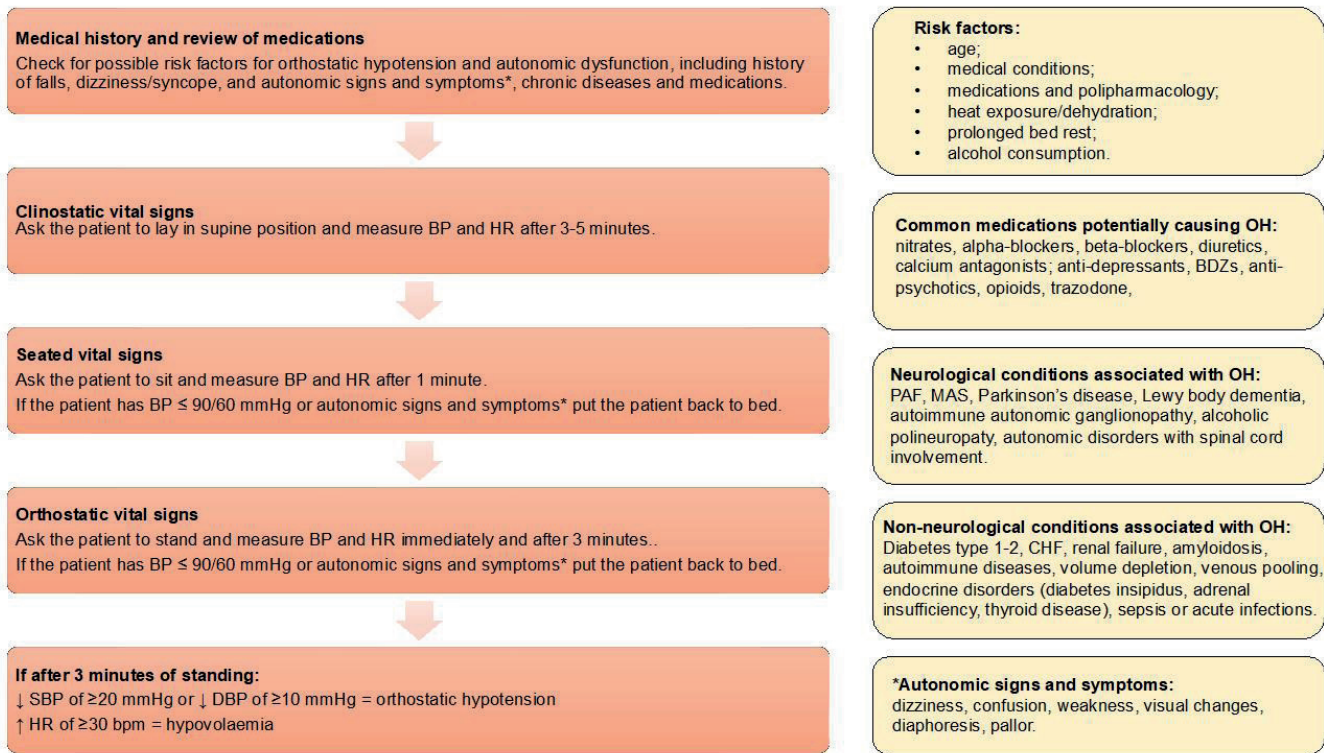 Medical history and review of medications
Check for possible risk factors for orthostatic hypotension and autonomic dysfunction, including history
of falls, dizziness/syncope, and autonomic signs and symptoms*, chronic diseases and medications.
Clinostatic vital signs
Ask the patient to lay in supine position and measure BP and HR after 3-5 minutes.
Seated vital signs
Ask the patient to sit and measure BP and HR after 1 minute.
If the patient has BP ≤ 90/60 mmHg or autonomic signs and symptoms* put the patient back to bed.
Orthostatic vital signs
Ask the patient to stand and measure BP and HR immediately and after 3 minutes..
If the patient has BP ≤ 90/60 mmHg or autonomic signs and symptoms* put the patient back to bed.
If after 3 minutes of standing:
↓ SBP of ≥20 mmHg or ↓ DBP of ≥10 mmHg = orthostatic hypotension
↑ HR of ≥30 bpm = hypovolaemia
Risk factors:
• age;
• medical conditions;
• medications and polipharmacology;
• heat exposure/dehydration;
• prolonged bed rest;
• alcohol consumption.
Common medications potentially causing OH:
nitrates, alpha-blockers, beta-blockers, diuretics,
calcium antagonists; anti-depressants, BDZs, anti-
psychotics, opioids, trazodone,
Neurological conditions associated with OH:
PAF, MAS, Parkinson's disease, Lewy body dementia,
autoimmune autonomic ganglionopathy, alcoholic
polineuropaty, autonomic disorders with spinal cord
involvement.
Non-neurological conditions associated with OH:
Diabetes type 1-2, CHF, renal failure, amyloidosis,
autoimmune diseases, volume depletion, venous pooling,
endocrine disorders (diabetes insipidus, adrenal
insufficiency, thyroid disease), sepsis or acute infections.
*Autonomic signs and symptoms:
dizziness, confusion, weakness, visual changes,
diaphoresis, pallor.